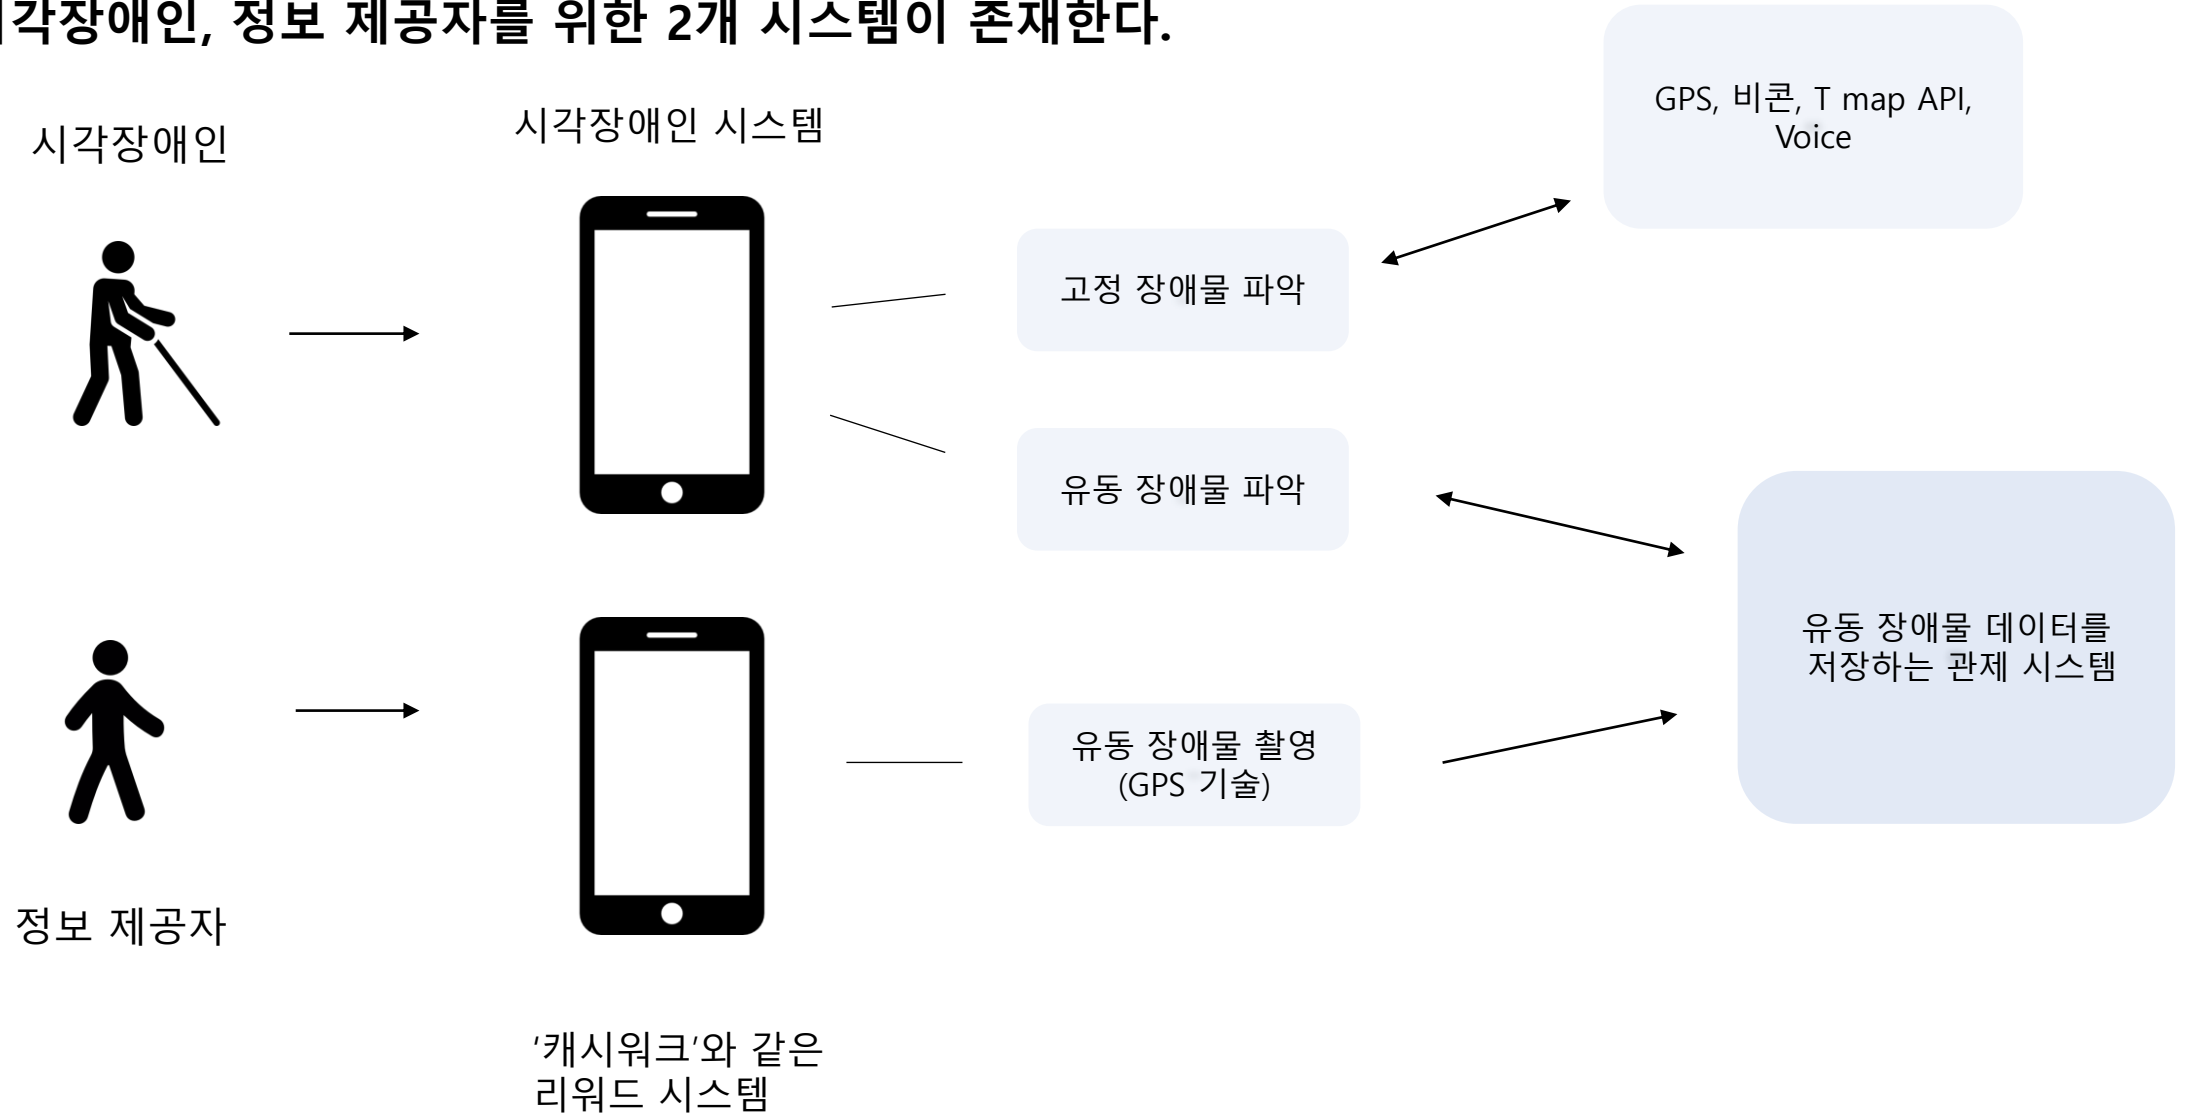 시각장애인, 정보 제공자를 위한 2개 시스템이 존재한다.
시각장애인
시각장애인 시스템
GPS, 비콘, T map API,
Voice
고정 장애물 파악
유동 장애물 파악
유동 장애물 데이터를
저장하는 관제 시스템
유동 장애물 촬영
(GPS 기술)
정보 제공자
'캐시워크'와 같은
리워드 시스템